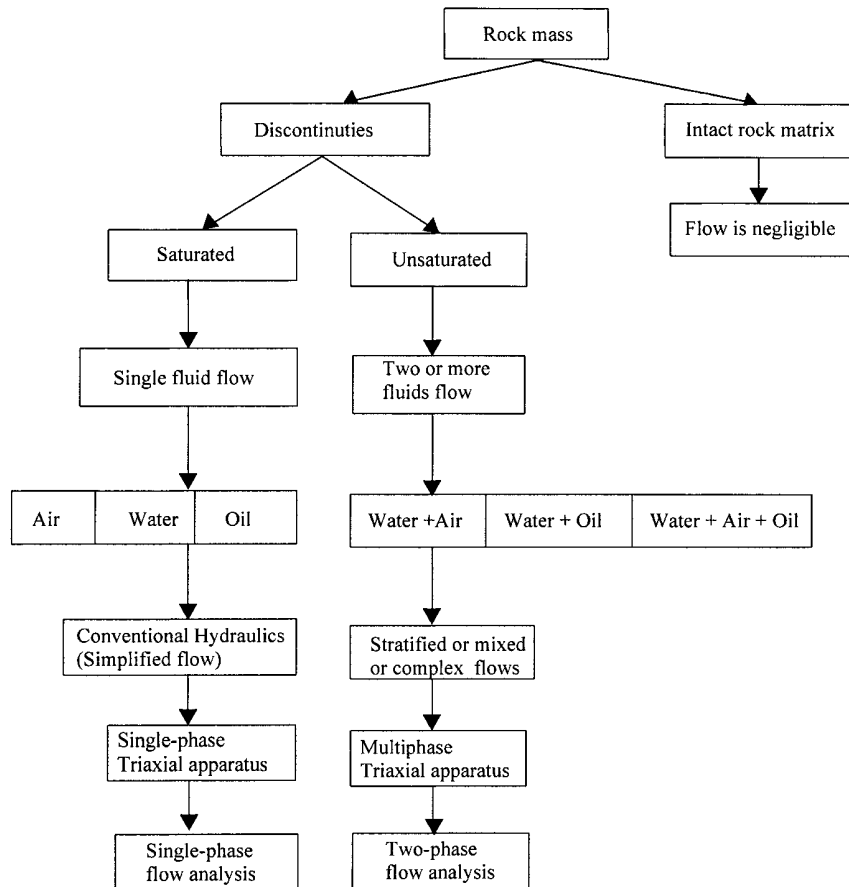 Rock mass
Discontinuties
Intact rock matrix
Flow is negligible
Saturated
Unsaturated
Single fluid flow
Two or more
fluids flow
Air
Water
Oil
Water +Air
Water + Oil
Water + Air + Oil
Conventional Hydraulics
(Simplified flow)
Stratified or mixed
or complex flows
Single-phase
Triaxial apparatus
Multiphase
Triaxial apparatus
Single-phase
flow analysis
Two-phase
flow analysis